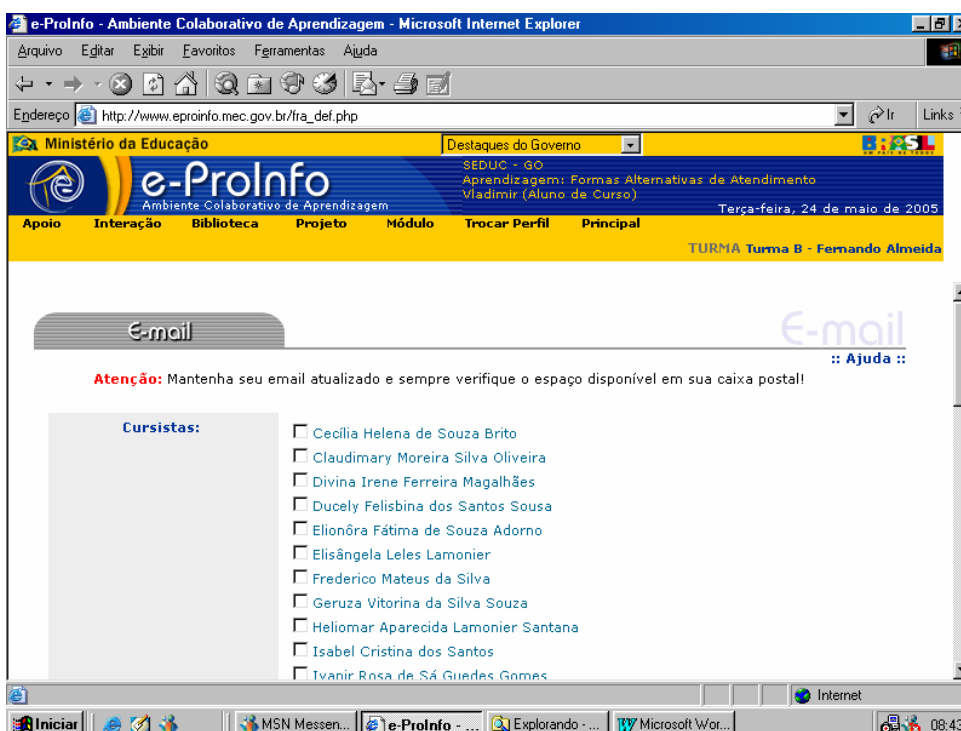 e-ProInfo - Ambiente Colaborativo de Aprendizagem - Microsoft Internet Explorer
Arquivo Editar Exibir Favoritos Ferramentas Ajuda
Endereço http://www.eproinfo.mec.gov.br/fra_def.php Ir Links
Ministério da Educação Destaques do Governo BRASIL
SEDUC - GO
e-ProInfo Aprendizagem: Formas Alternativas de Atendimento
Ambiente Colaborativo de Aprendizagem Vladimir (Aluno de Curso)
Terça-feira, 24 de maio de 2005
Apoio Interação Biblioteca Projeto Módulo Trocar Perfil Principal
TURMA Turma B - Fernando Almeida
E-mail E-mail
:: Ajuda ::
Atenção: Mantenha seu email atualizado e sempre verifique o espaço disponível em sua caixa postal!
Cursistas: Cecília Helena de Souza Brito
Claudimary Moreira Silva Oliveira
Divina Irene Ferreira Magalhães
Ducely Felisbina dos Santos Sousa
Elionôra Fátima de Souza Adorno
Elisângela Leles Lamonier
Frederico Mateus da Silva
Geruza Vitorina da Silva Souza
Heliomar Aparecida Lamonier Santana
Isabel Cristina dos Santos
Ivanir Rosa de Sá Guedes Gomes
Internet
Iniciar MSN Messen... e-ProInfo - ... Explorando - ... Microsoft Wor... 08:43